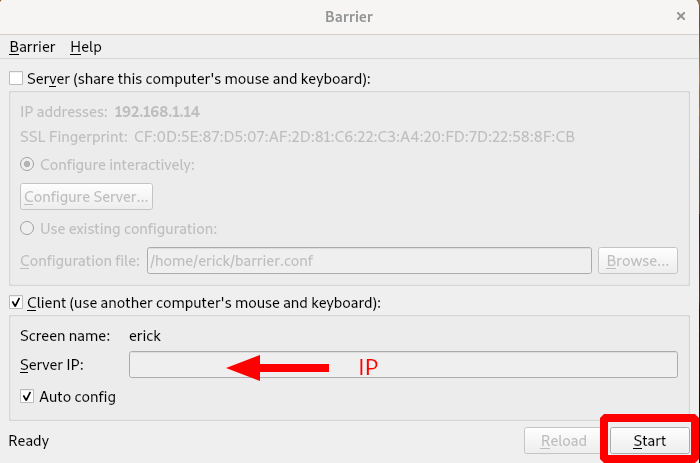 Barrier
Barrier Help
Server (share this computer's mouse and keyboard):
IP addresses: 192.168.1.14
SSL Fingerprint: CF:0D:5E:87:D5:07:AF:2D:81:C6:22:C3:A4:20:FD:7D:22:58:8F:CB
Configure interactively:
Configure Server...
Use existing configuration:
Configuration file: /home/erick/barrier.conf Browse...
Client (use another computer's mouse and keyboard):
Screen name: erick
Server IP: IP
Auto config
Ready Reload Start